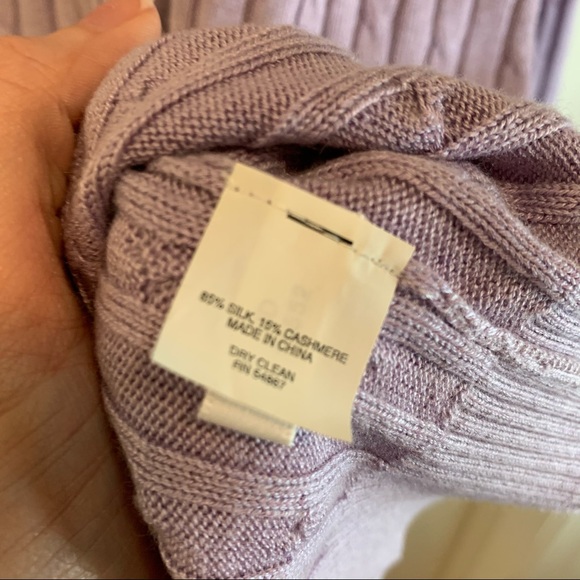 85% SILK, 15% CASHMERE
MADE IN CHINA
DRY CLEAN
RN 54867